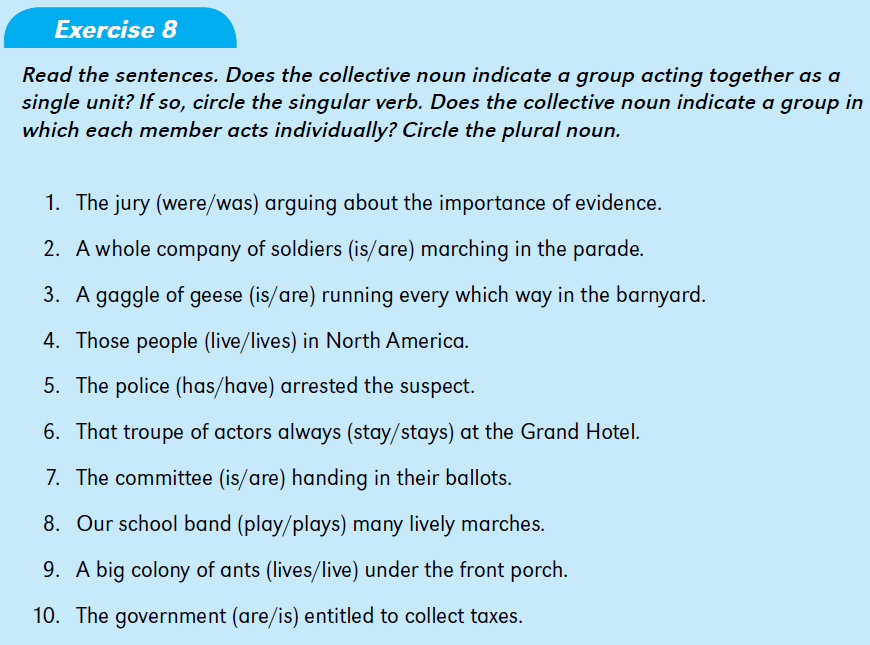 Exercise 8
Read the sentences. Does the collective noun indicate a group acting together as a
single unit? If so, circle the singular verb. Does the collective noun indicate a group in
which each member acts individually? Circle the plural noun.
1. The jury (were/was) arguing about the importance of evidence.
2. A whole company of soldiers (is/are) marching in the parade.
3. A gaggle of geese (is/are) running every which way in the barnyard.
4. Those people (live/lives) in North America.
5. The police (has/have) arrested the suspect.
6. That troupe of actors always (stay/stays) at the Grand Hotel.
7. The committee (is/are) handing in their ballots.
8. Our school band (play/plays) many lively marches.
9. A big colony of ants (lives/live) under the front porch.
10. The government (are/is) entitled to collect taxes.